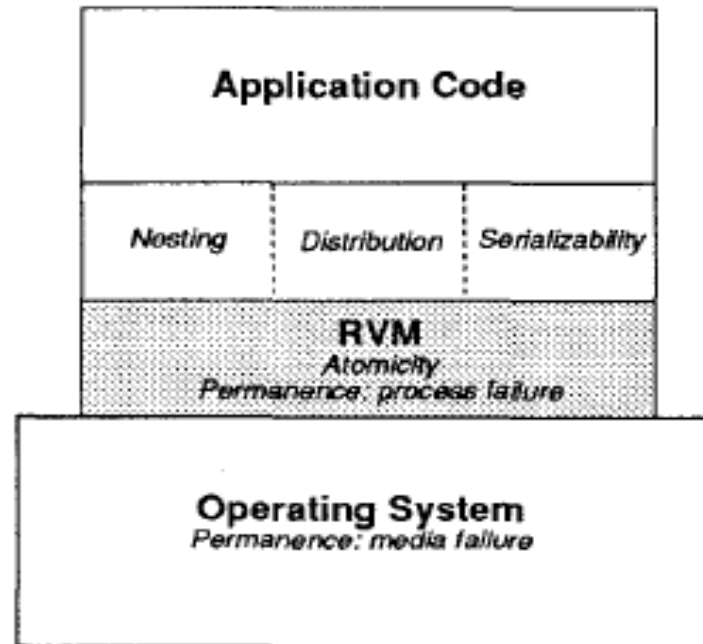 Application Code
Nesting Distribution Serializability
RVM
Atomicity
Permanence: process failure
Operating System
Permanence: media failure